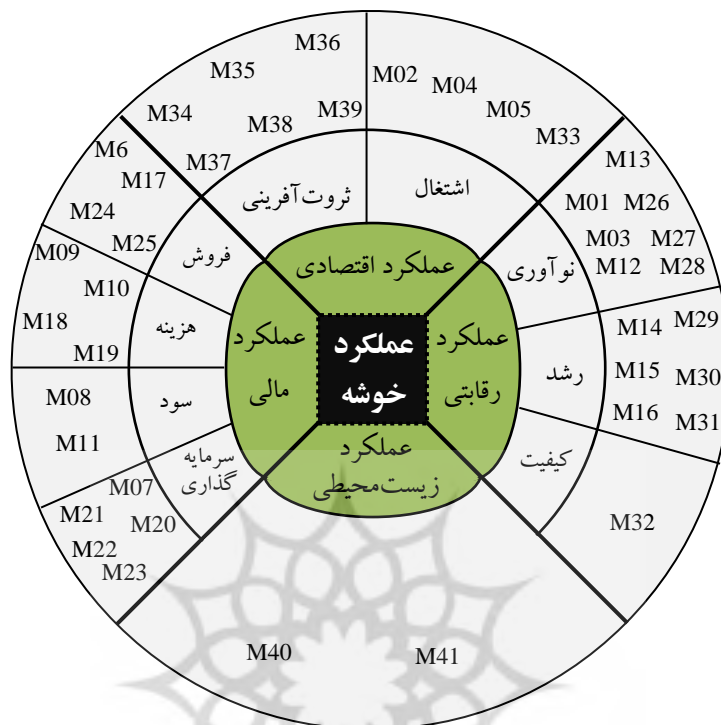 عملکرد
خوشه
عملکرد اقتصادی
عملکرد
رقابتی
عملکرد
زیست‌محیطی
عملکرد
مالی
اشتغال
M02
M04
M05
M33
نوآوری
M13
M01 M26
M03 M27
M12 M28
رشد
M14 M29
M15 M30
M16 M31
کیفیت
M32
M41
M40
سرمایه
گذاری
M07
M21 M20
M22
M23
سود
M08
M11
هزینه
M09
M10
M18
M19
فروش
M6
M17
M24
M25
ثروت‌آفرینی
M36
M35
M34
M39
M38
M37